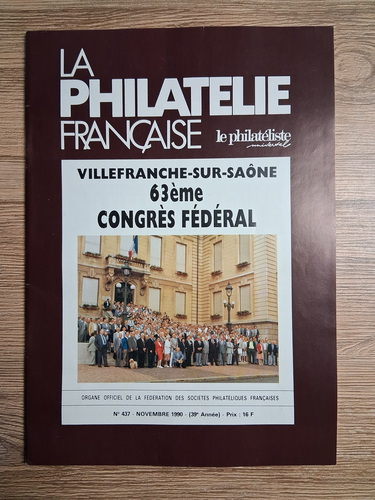 LA
PHILATELIE
FRANÇAISE
le philatéliste
universel
VILLEFRANCHE-SUR-SAÔNE
63ème
CONGRÈS FÉDÉRAL
ORGANE OFFICIEL DE LA FÉDÉRATION DES SOCIÉTÉS PHILATÉLIQUES FRANÇAISES
N° 437 - NOVEMBRE 1990 - (39e Année) - Prix : 16 F